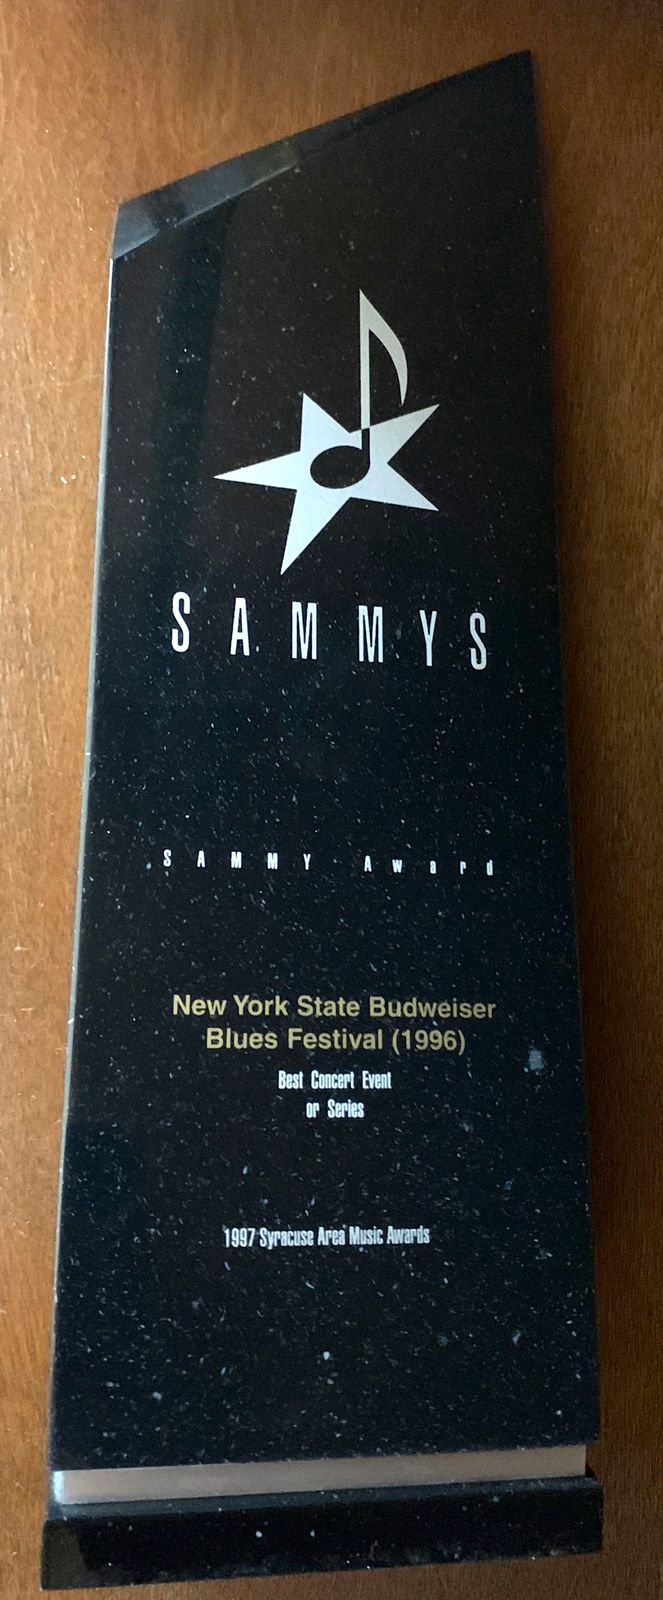 SAMMYS
SAMMY Award
New York State Budweiser
Blues Festival (1996)
Best Concert Event
or Series
1997 Syracuse Area Music Awards